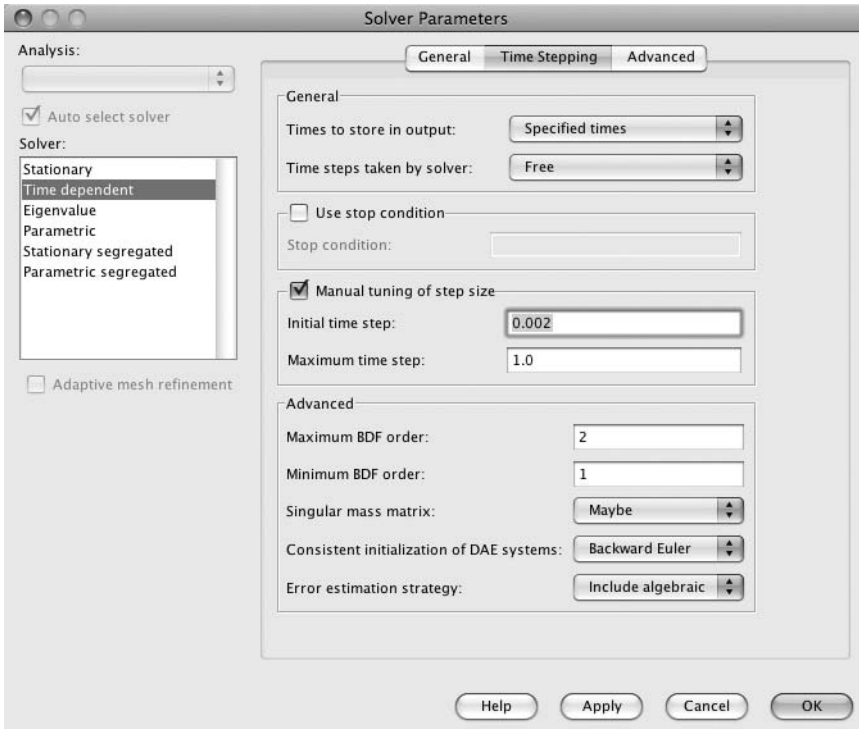 Solver Parameters
Analysis:
Auto select solver
Solver:
Stationary
Time dependent
Eigenvalue
Parametric
Stationary segregated
Parametric segregated
Adaptive mesh refinement
General Time Stepping Advanced
General
Times to store in output: Specified times
Time steps taken by solver: Free
Use stop condition
Stop condition:
Manual tuning of step size
Initial time step: 0.002
Maximum time step: 1.0
Advanced
Maximum BDF order: 2
Minimum BDF order: 1
Singular mass matrix: Maybe
Consistent initialization of DAE systems: Backward Euler
Error estimation strategy: Include algebraic
Help Apply Cancel OK